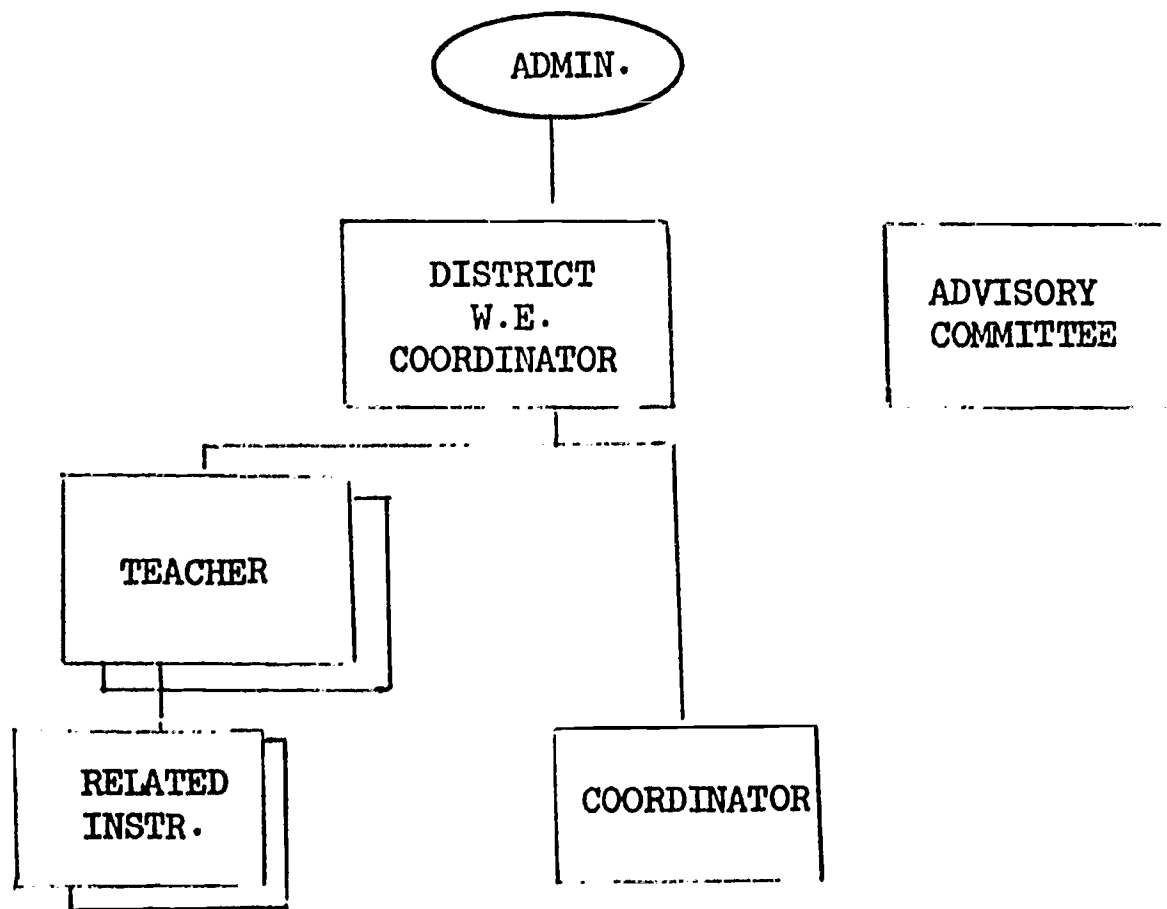 ADMIN.
DISTRICT
W.E.
COORDINATOR
ADVISORY
COMMITTEE
TEACHER
RELATED
INSTR.
COORDINATOR